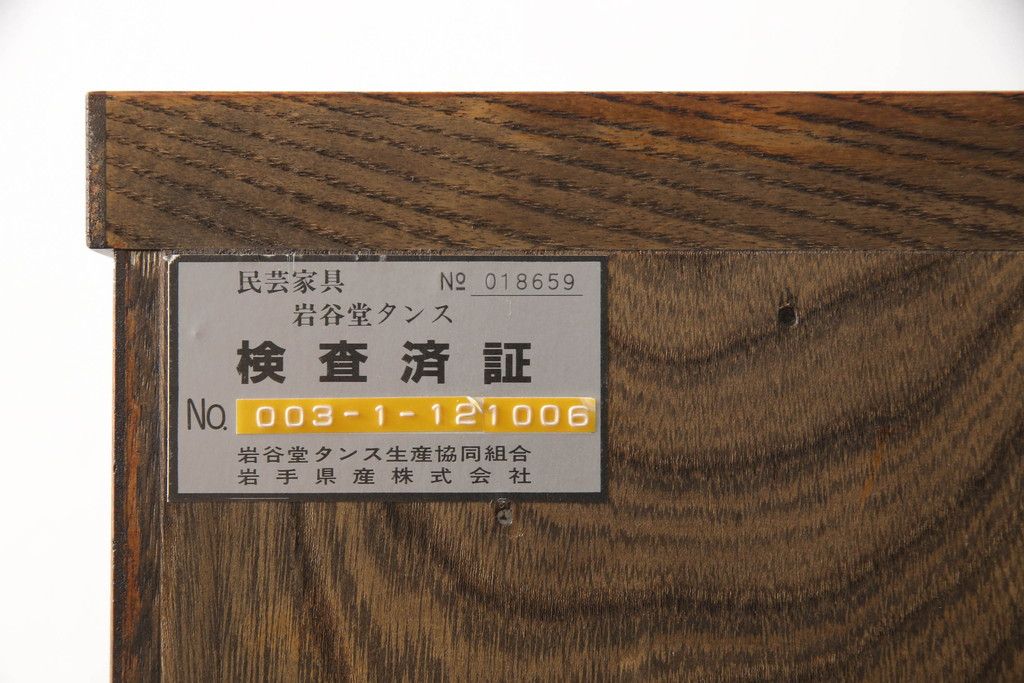 民芸家具 № 018659
岩谷堂タンス
検査済証
No. 003-1-121006
岩谷堂タンス生産協同組合
岩手県産株式会社